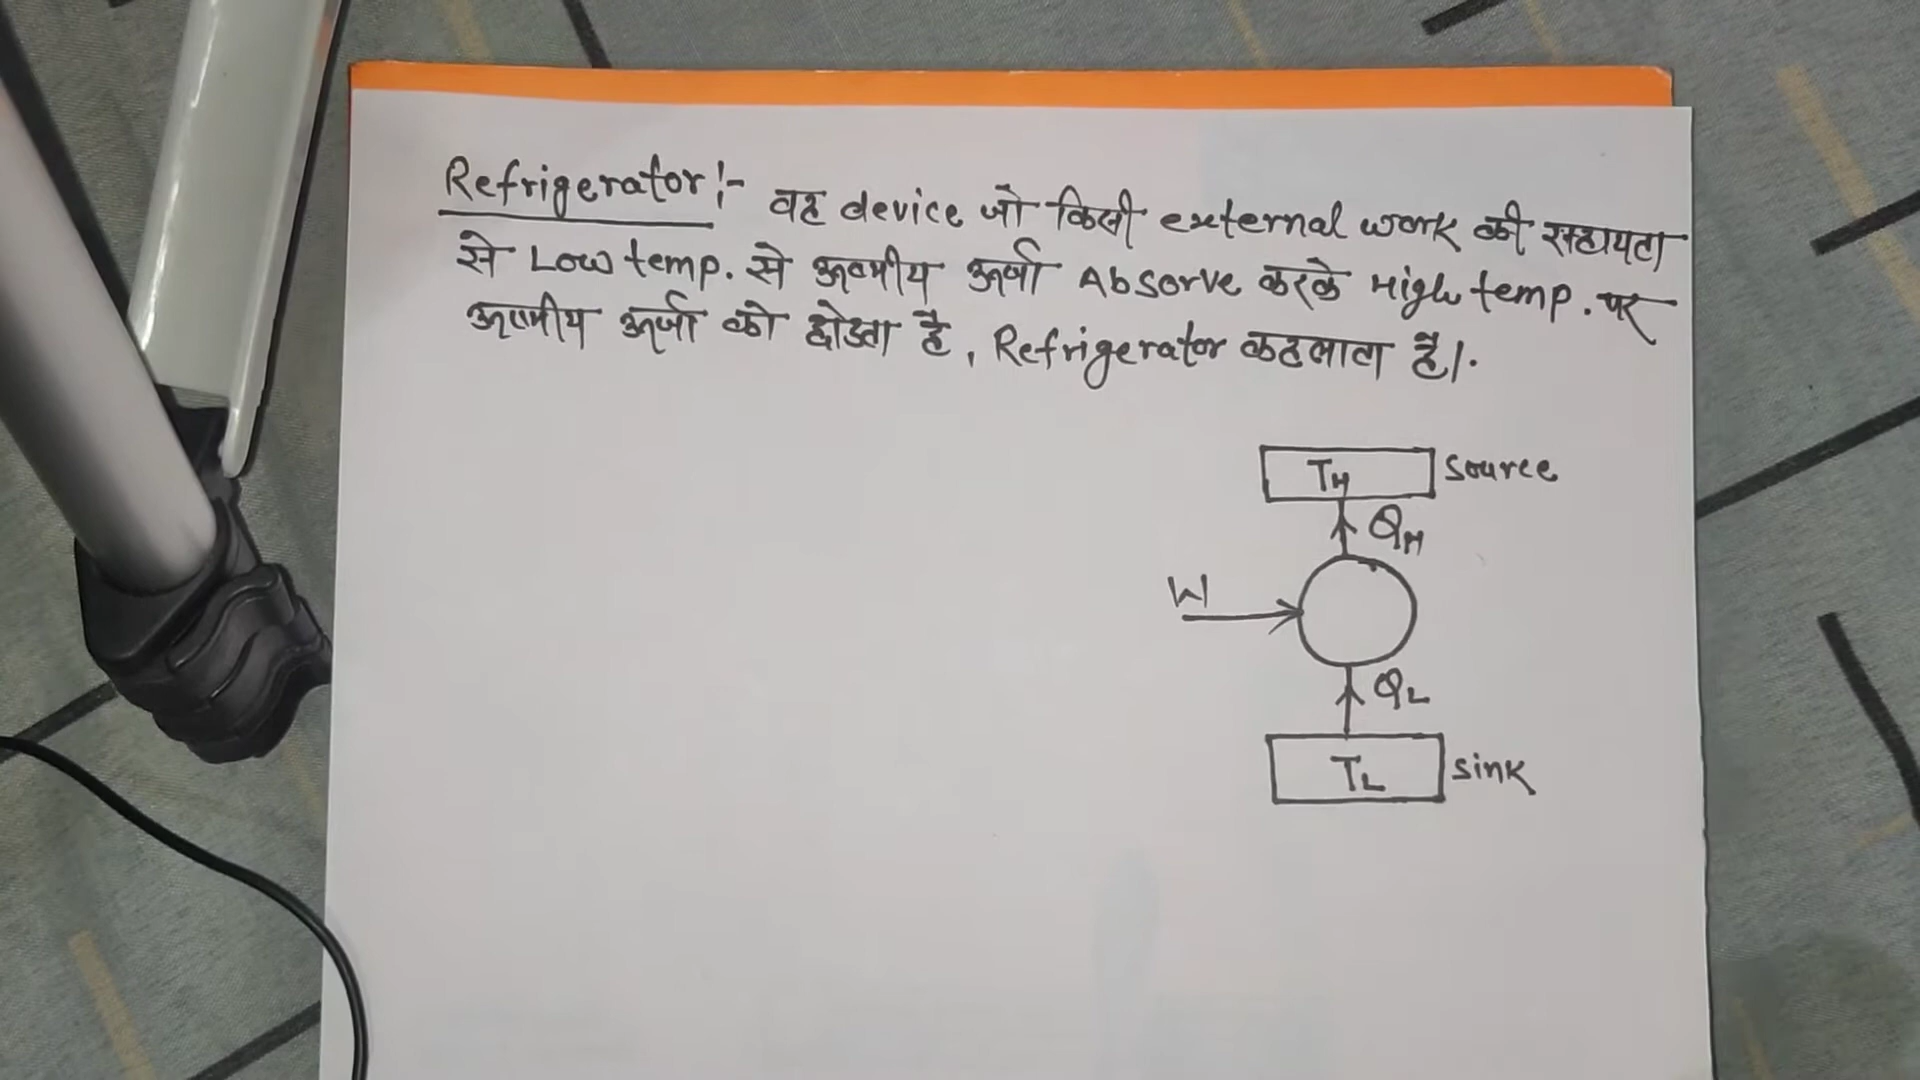 Refrigerator:- वह device जो किसी external work की सहायता
से Low temp. से ऊष्मीय ऊर्जा Absorve करके High temp. पर
ऊष्मीय ऊर्जा को छोडता है, Refrigerator कहलाता है।
TH source
QH
W
QL
TL sink